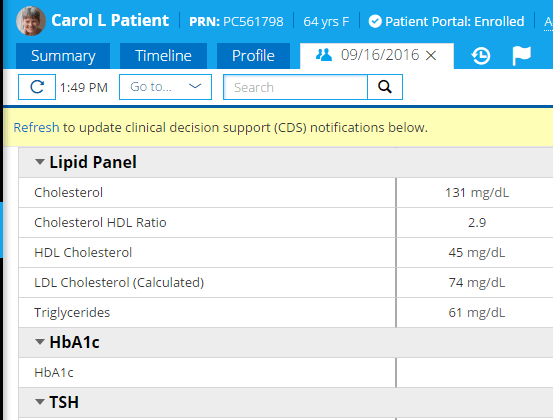 Carol L Patient PRN: PC561798 64 yrs F Patient Portal: Enrolled
Summary Timeline Profile 09/16/2016 ×
1:49 PM Go to... Search
Refresh to update clinical decision support (CDS) notifications below.
Lipid Panel
Cholesterol 131 mg/dL
Cholesterol HDL Ratio 2.9
HDL Cholesterol 45 mg/dL
LDL Cholesterol (Calculated) 74 mg/dL
Triglycerides 61 mg/dL
HbA1c
HbA1c
TSH